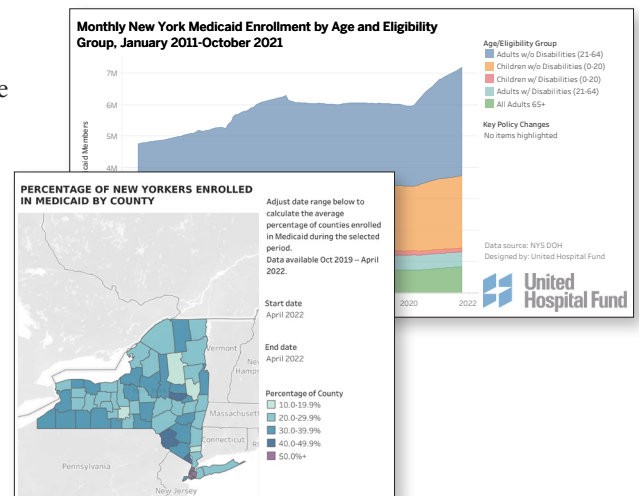 Monthly New York Medicaid Enrollment by Age and Eligibility
Group, January 2011-October 2021
Age/Eligibility Group
Adults w/o Disabilities (21-64)
Children w/o Disabilities (0-20)
Children w/ Disabilities (0-20)
Adults w/ Disabilities (21-64)
All Adults 65+
Key Policy Changes
No items highlighted
7M
6M
5M
4M
Members
Data source: NYS DOH
Designed by: United Hospital Fund
United
Hospital Fund
2020
2022
PERCENTAGE OF NEW YORKERS ENROLLED
IN MEDICAID BY COUNTY
Adjust date range below to
calculate the average
percentage of counties enrolled
in Medicaid during the selected
period.
Data available Oct 2019 – April
2022.
Start date
April 2022
End date
April 2022
Percentage of County
10.0-19.9%
20.0-29.9%
30.0-39.9%
40.0-49.9%
50.0%+
Vermont
Massachusett
Connecticut
Pennsylvania
New Jersey